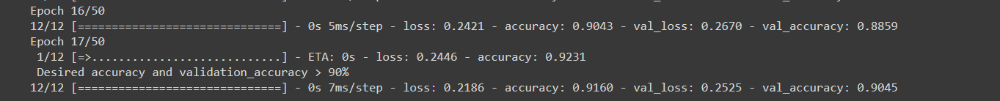 Epoch 16/50
12/12 [==============================] - 0s 5ms/step - loss: 0.2421 - accuracy: 0.9043 - val_loss: 0.2670 - val_accuracy: 0.8859
Epoch 17/50
1/12 [=>............................] - ETA: 0s - loss: 0.2446 - accuracy: 0.9231
Desired accuracy and validation_accuracy > 90%
12/12 [==============================] - 0s 7ms/step - loss: 0.2186 - accuracy: 0.9160 - val_loss: 0.2525 - val_accuracy: 0.9045